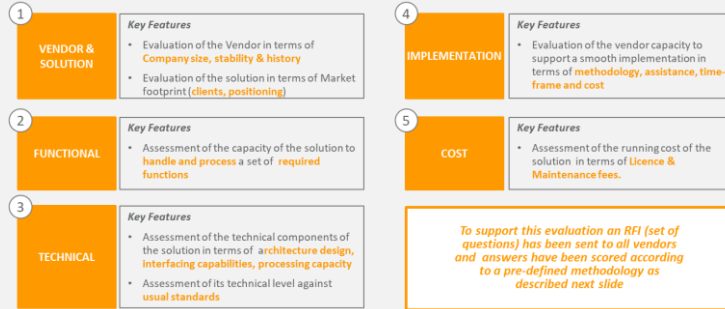 1
VENDOR &
SOLUTION
Key Features
• Evaluation of the Vendor in terms of
Company size, stability & history
• Evaluation of the solution in terms of Market
footprint (clients, positioning)
2
FUNCTIONAL
Key Features
• Assessment of the capacity of the solution to
handle and process a set of required
functions
3
TECHNICAL
Key Features
• Assessment of the technical components of
the solution in terms of architecture design,
interfacing capabilities, processing capacity
• Assessment of its technical level against
usual standards
4
IMPLEMENTATION
Key Features
• Evaluation of the vendor capacity to
support a smooth implementation in
terms of methodology, assistance, time-
frame and cost
5
COST
Key Features
• Assessment of the running cost of the
solution in terms of Licence &
Maintenance fees.
To support this evaluation an RFI (set of
questions) has been sent to all vendors
and answers have been scored according
to a pre-defined methodology as
described next slide